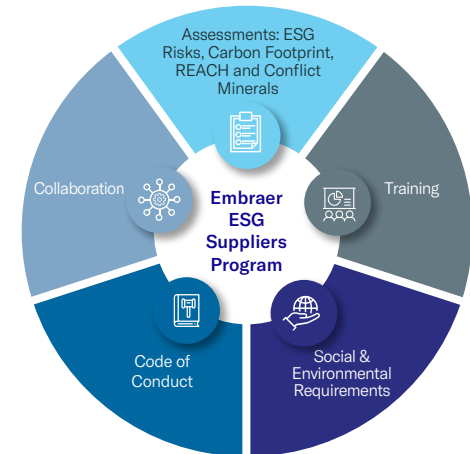 Assessments: ESG
Risks, Carbon Footprint,
REACH and Conflict
Minerals
Collaboration
Training
Embraer
ESG
Suppliers
Program
Code of
Conduct
Social &
Environmental
Requirements